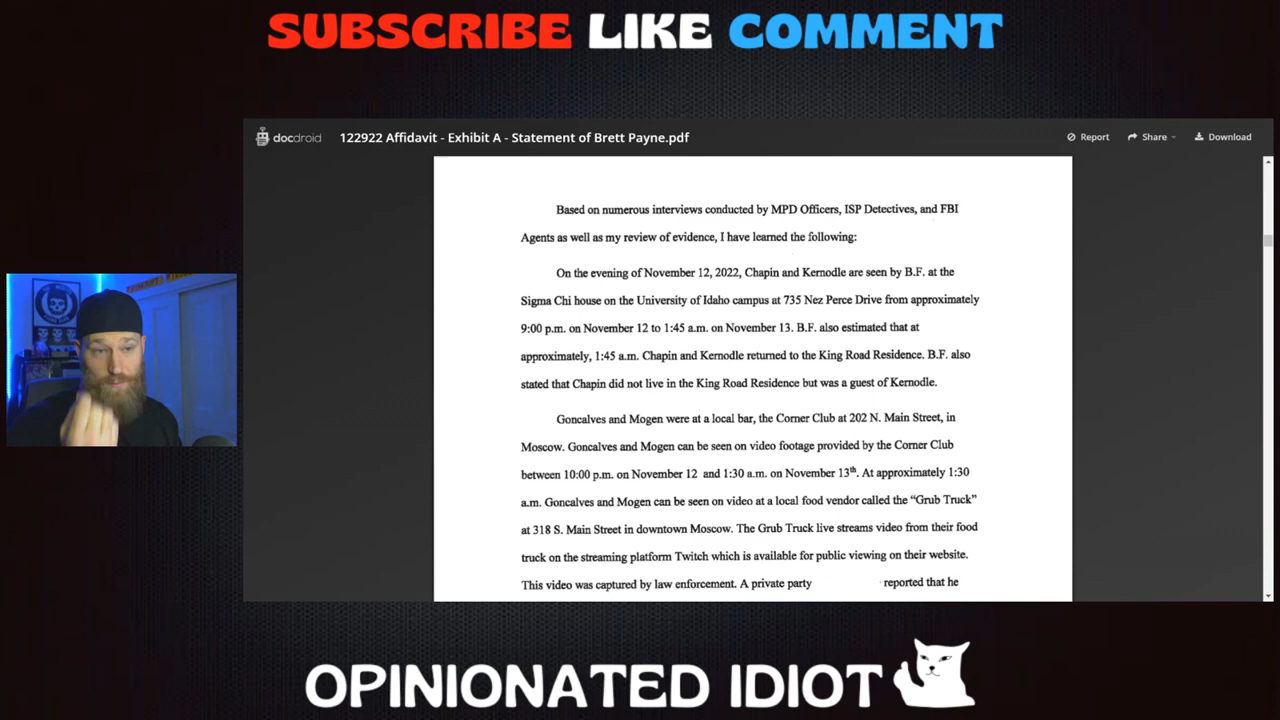 SUBSCRIBE LIKE COMMENT
docdroid
122922 Affidavit - Exhibit A - Statement of Brett Payne.pdf
Report
Share
Download
Based on numerous interviews conducted by MPD Officers, ISP Detectives, and FBI
Agents as well as my review of evidence, I have learned the following:
On the evening of November 12, 2022, Chapin and Kernodle are seen by B.F. at the
Sigma Chi house on the University of Idaho campus at 735 Nez Perce Drive from approximately
9:00 p.m. on November 12 to 1:45 a.m. on November 13. B.F. also estimated that at
approximately, 1:45 a.m. Chapin and Kernodle returned to the King Road Residence. B.F. also
stated that Chapin did not live in the King Road Residence but was a guest of Kernodle.
Goncalves and Mogen were at a local bar, the Corner Club at 202 N. Main Street, in
Moscow. Goncalves and Mogen can be seen on video footage provided by the Corner Club
between 10:00 p.m. on November 12 and 1:30 a.m. on November 13th. At approximately 1:30
a.m. Goncalves and Mogen can be seen on video at a local food vendor called the “Grub Truck”
at 318 S. Main Street in downtown Moscow. The Grub Truck live streams video from their food
truck on the streaming platform Twitch which is available for public viewing on their website.
This video was captured by law enforcement. A private party reported that he
OPINIONATED IDIOT